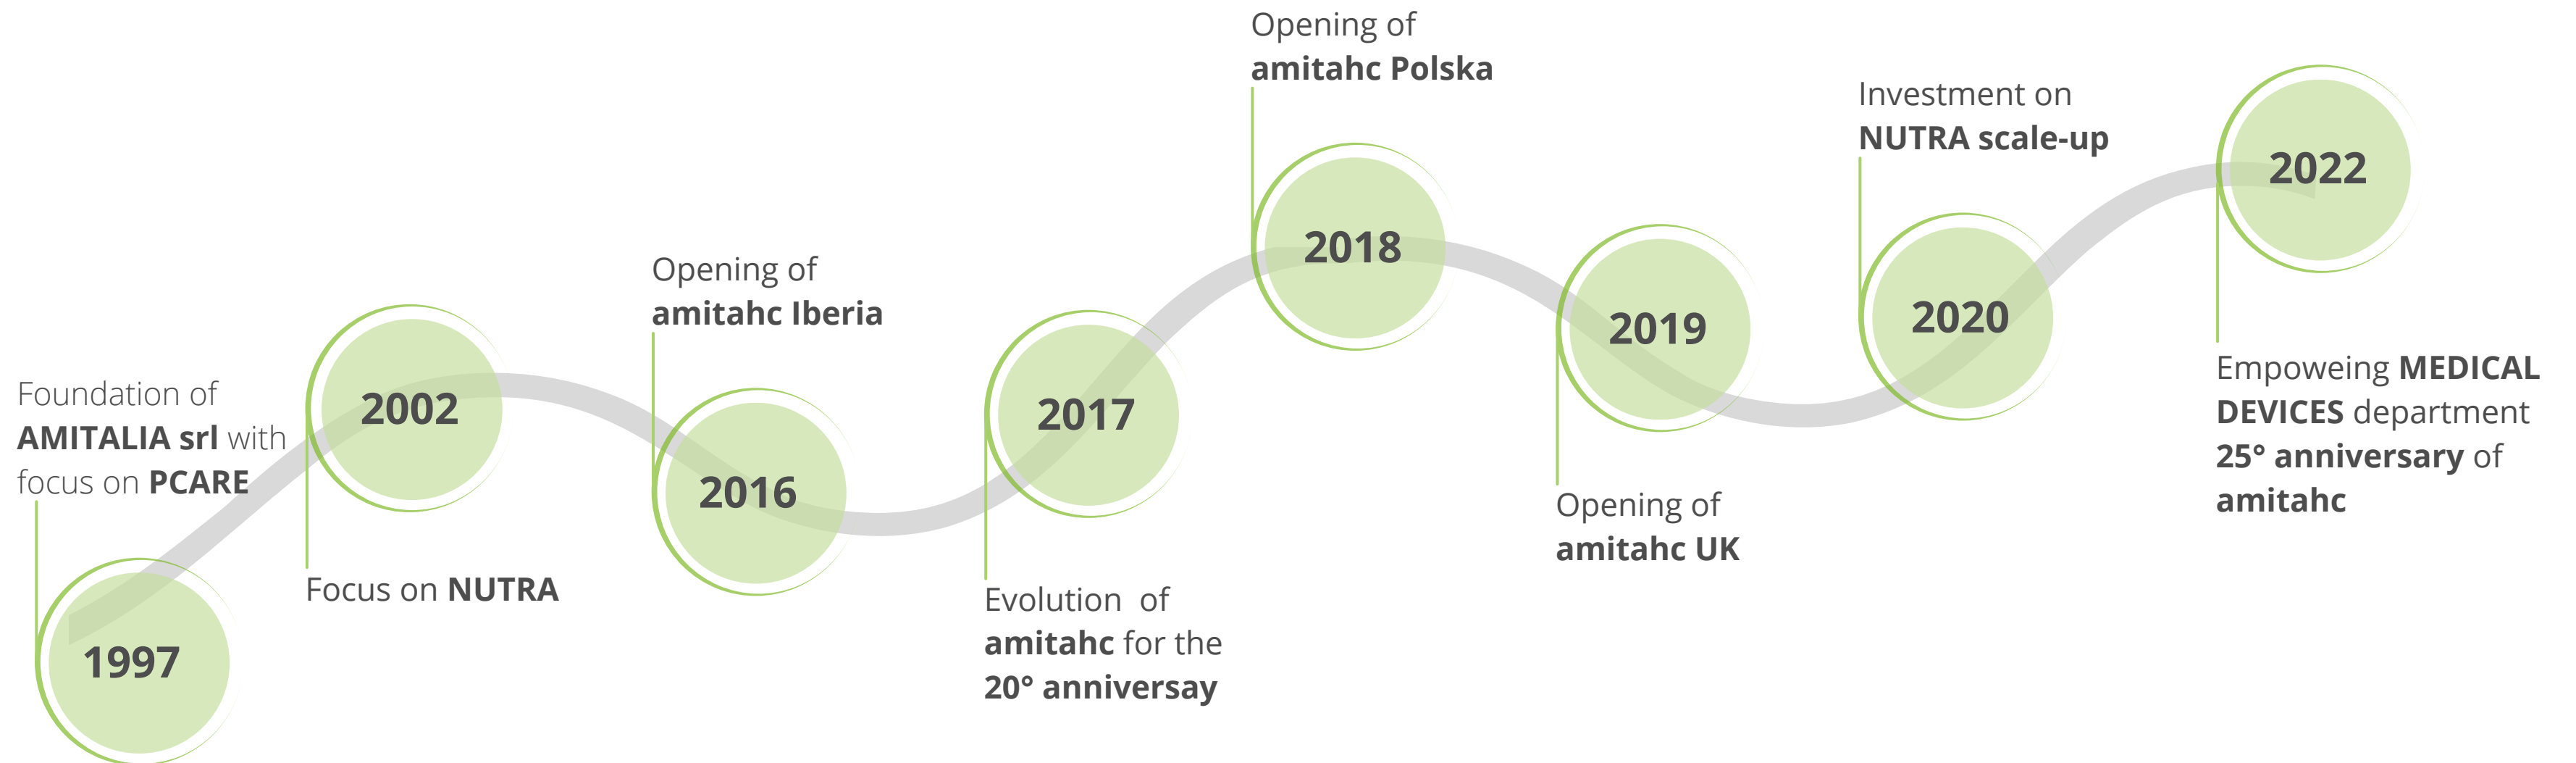 Foundation of
AMITALIA srl with
focus on PCARE
1997
2002
Focus on NUTRA
Opening of
amitahc Iberia
2016
2017
Evolution  of
amitahc for the
20° anniversay
Opening of
amitahc Polska
2018
2019
Opening of
amitahc UK
Investment on
NUTRA scale-up
2020
2022
Empoweing MEDICAL
DEVICES department
25° anniversary of
amitahc